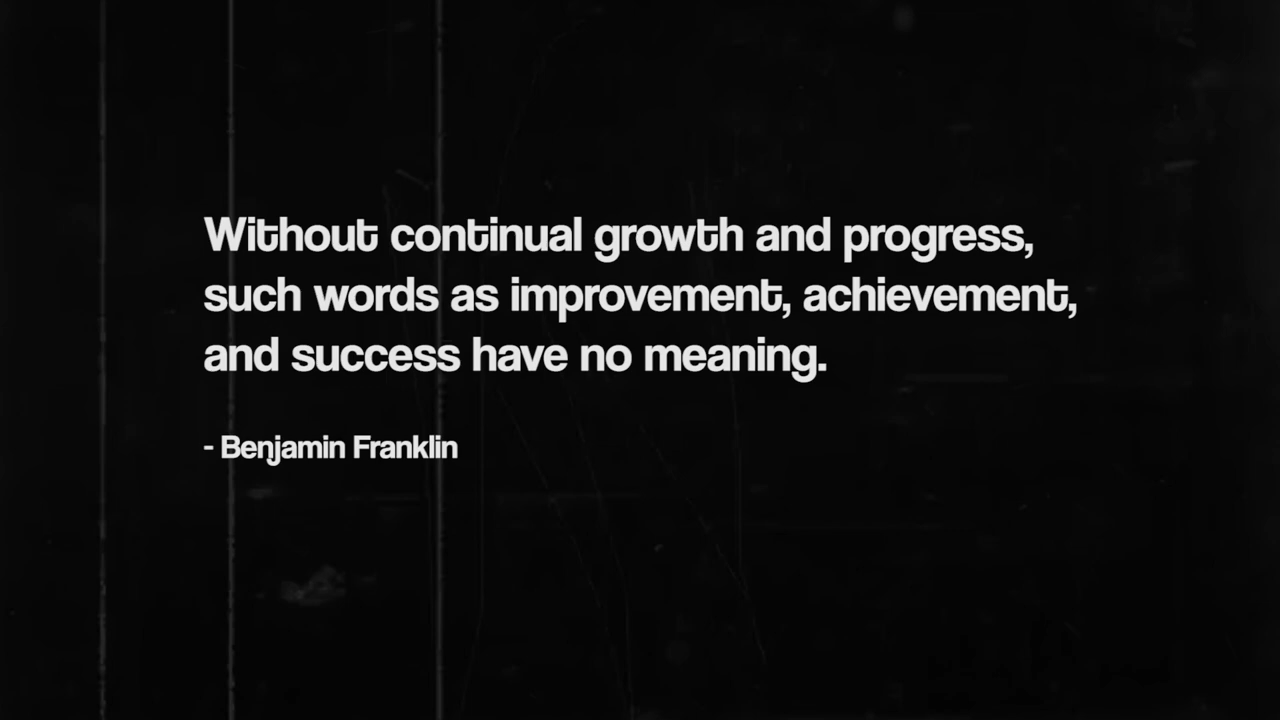 Without continual growth and progress,
such words as improvement, achievement,
and success have no meaning.
- Benjamin Franklin